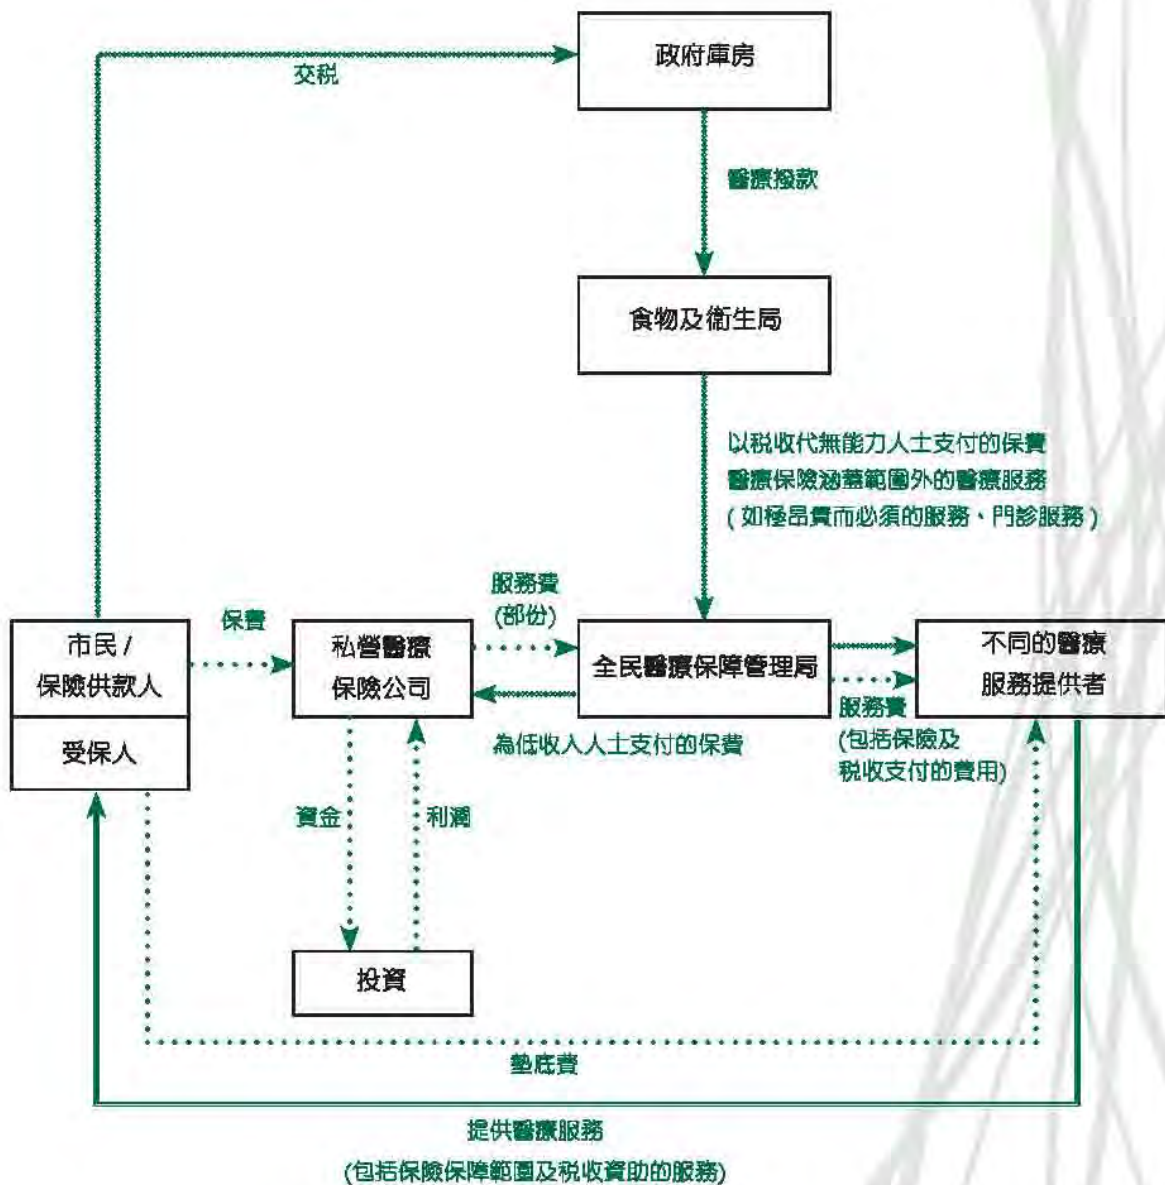 政府庫房
交税
醫療撥款
食物及衞生局
以税收代無能力人士支付的保費
醫療保險涵蓋範圍外的醫療服務
(如極昂貴而必須的服務、門診服務)
市民/
保險供款人
受保人
保費
私營醫療
保險公司
服務費
(部份)
全民醫療保障管理局
為低收入人士支付的保費
不同的醫療
服務提供者
服務費
(包括保險及
税收支付的費用)
資金
利潤
投資
墊底費
提供醫療服務
(包括保險保障範圍及税收資助的服務)